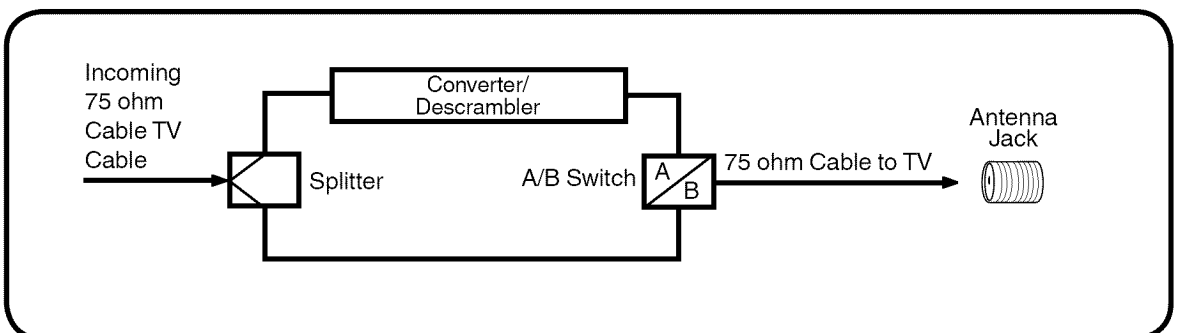 Incoming
75 ohm
Cable TV
Cable
Converter/
Descrambler
Splitter
A/B Switch
A
B
75 ohm Cable to TV
Antenna
Jack